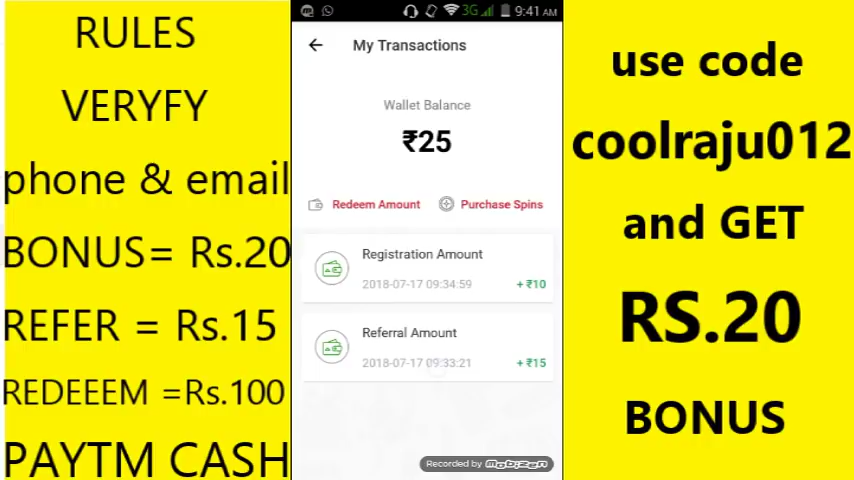 RULES
VERYFY
phone & email
BONUS= Rs.20
REFER = Rs.15
REDEEEM =Rs.100
PAYTM CASH
3G 9:41 AM
My Transactions
Wallet Balance
₹25
Redeem Amount
Purchase Spins
Registration Amount
2018-07-17 09:34:59
+ ₹10
Referral Amount
2018-07-17 09:33:21
+ ₹15
Recorded by mobizen
use code
coolraju012
and GET
RS.20
BONUS